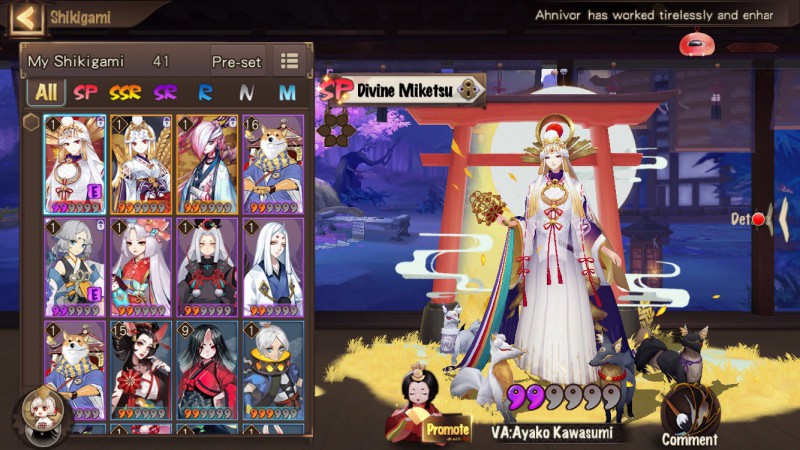 Shikigami
Ahnivor has worked tirelessly and enhar
My Shikigami 41 Pre-set
All SP SSR SR R N M
SP Divine Miketsu
1 1 1 16
E
1 1 1 1
E
1 15 9 1
Det
Promote
VA:Ayako Kawasumi
Comment